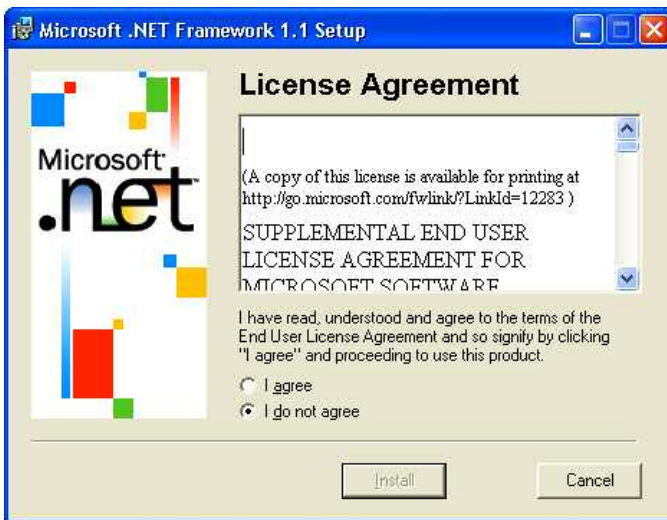 Microsoft .NET Framework 1.1 Setup
License Agreement
Microsoft
.net
(A copy of this license is available for printing at
http://go.microsoft.com/fwlink/?LinkId=12283 )
SUPPLEMENTAL END USER
LICENSE AGREEMENT FOR
MICROSOFT SOFTWARE
I have read, understood and agree to the terms of the
End User License Agreement and so signify by clicking
"I agree" and proceeding to use this product.
I agree
I do not agree
Install
Cancel